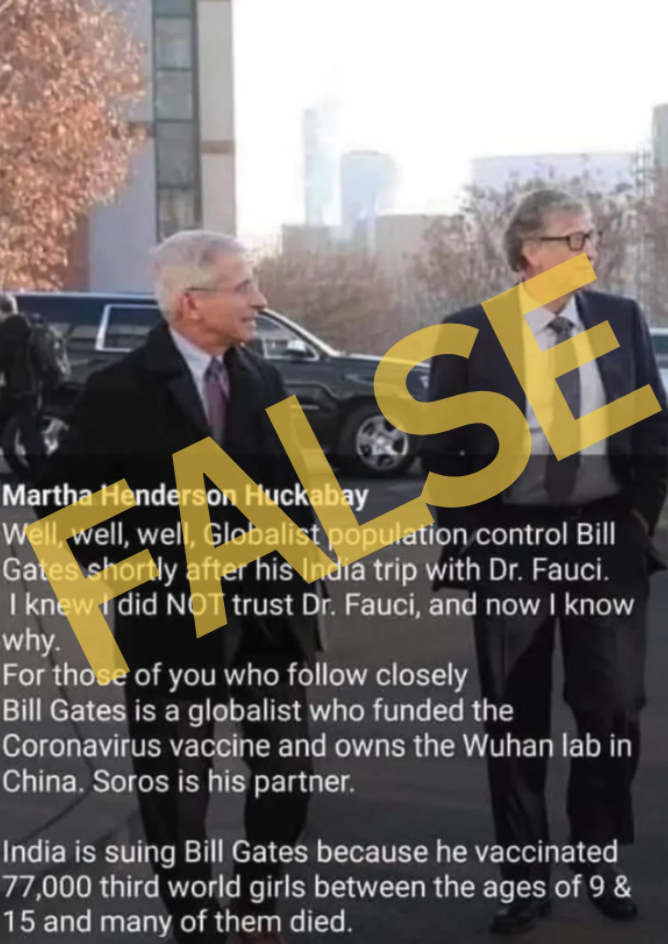 FALSE
Martha Henderson Huckabay
Well, well, well, Globalist population control Bill
Gates shortly after his India trip with Dr. Fauci.
I knew I did NOT trust Dr. Fauci, and now I know
why.
For those of you who follow closely
Bill Gates is a globalist who funded the
Coronavirus vaccine and owns the Wuhan lab in
China. Soros is his partner.
India is suing Bill Gates because he vaccinated
77,000 third world girls between the ages of 9 &
15 and many of them died.